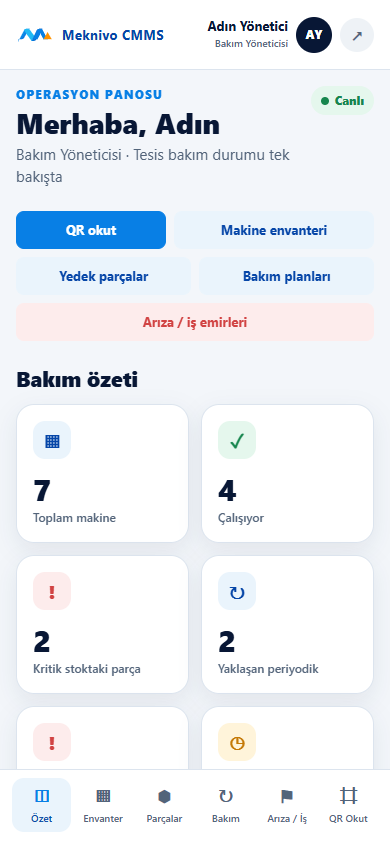 Meknivo CMMS
Adın Yönetici
Bakım Yöneticisi
AY
OPERASYON PANOSU
Canlı
Merhaba, Adın
Bakım Yöneticisi · Tesis bakım durumu tek
bakışta
QR okut
Makine envanteri
Yedek parçalar
Bakım planları
Arıza / iş emirleri
Bakım özeti
7
Toplam makine
4
Çalışıyor
2
Kritik stoktaki parça
2
Yaklaşan periyodik
Özet
Envanter
Parçalar
Bakım
Arıza / İş
QR Okut